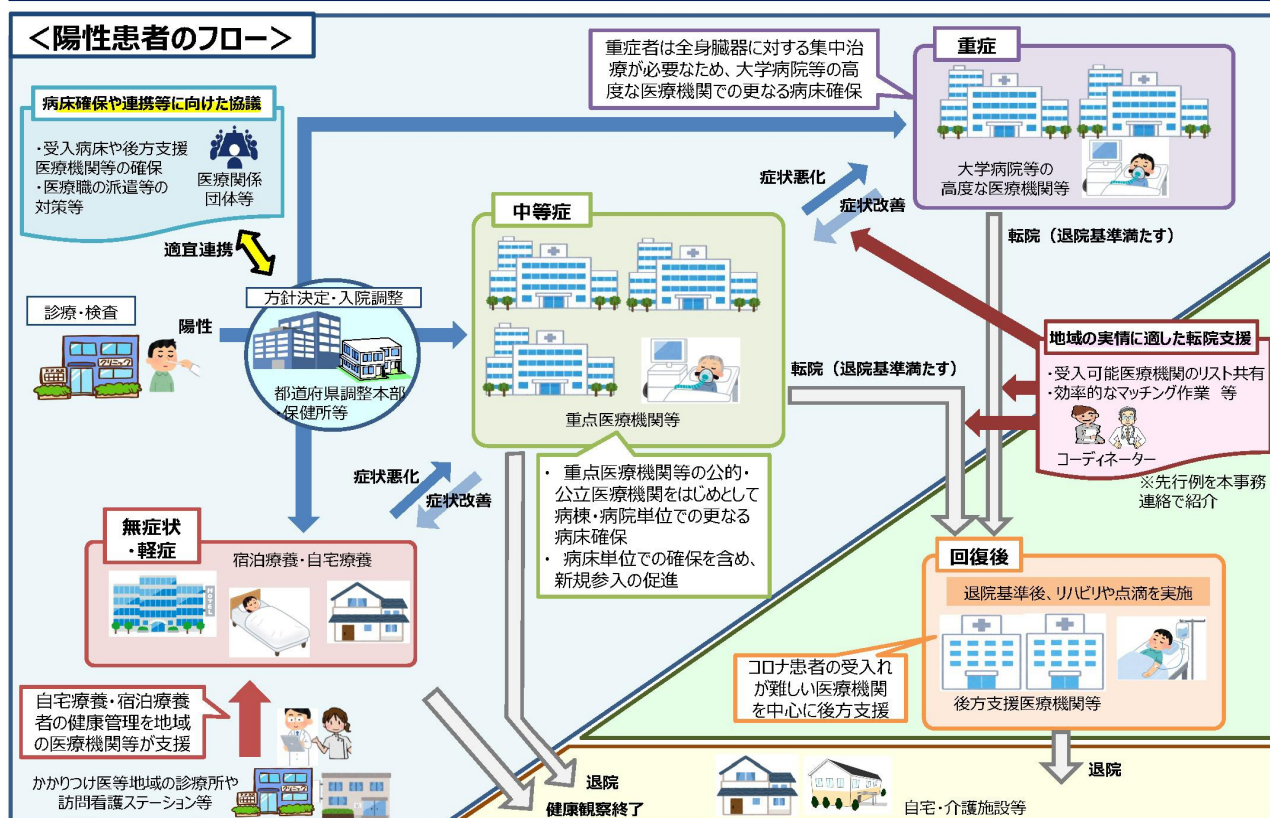 ＜陽性患者のフロー＞
病床確保や連携等に向けた協議
・受入病床や後方支援
医療機関等の確保
・医療職の派遣等の
対策等
医療関係
団体等
適宜連携
診療・検査
クリニック
陽性
方針決定・入院調整
都道府県調整本部
・保健所等
重症者は全身臓器に対する集中治
療が必要なため、大学病院等の高
度な医療機関での更なる病床確保
重症
大学病院等の
高度な医療機関等
症状悪化
症状改善
中等症
重点医療機関等
・ 重点医療機関等の公的・
公立医療機関をはじめとして
病棟・病院単位での更なる
病床確保
・ 病床単位での確保を含め、
新規参入の促進
転院（退院基準満たす）
転院（退院基準満たす）
地域の実情に適した転院支援
・受入可能医療機関のリスト共有
・効率的なマッチング作業 等
コーディネーター
※先行例を本事務
連絡で紹介
症状悪化
症状改善
無症状
・軽症
宿泊療養・自宅療養
HOTEL
自宅療養・宿泊療養
者の健康管理を地域
の医療機関等が支援
かかりつけ医等地域の診療所や
訪問看護ステーション等
クリニック
回復後
退院基準後、リハビリや点滴を実施
コロナ患者の受入れ
が難しい医療機関
を中心に後方支援
後方支援医療機関等
退院
健康観察終了
退院
自宅・介護施設等